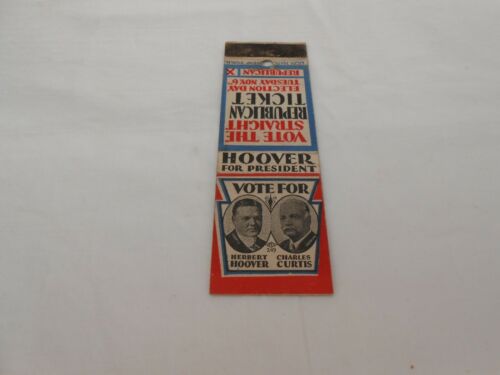 REPUBLICAN X
TUESDAY NOV. 6
ELECTION DAY
TICKET
REPUBLICAN
STRAIGHT
VOTE THE
HOOVER
FOR PRESIDENT
VOTE FOR
HERBERT CHARLES
HOOVER CURTIS